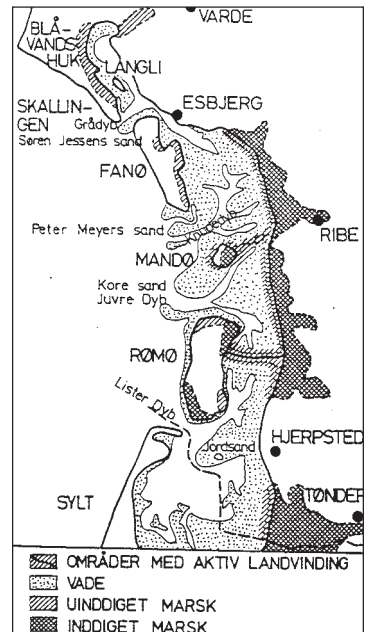 VARDE
BLÅ-
VANDS
HUK
LANGLI
SKALLIN-
GEN
Grådyb
ESBJERG
Søren Jessens sand
FANØ
Peter Meyers sand
RIBE
MANDØ
Kore sand
Juvre Dyb
RØMØ
Lister Dyb
Jordsand
HJERPSTED
SYLT
TØNDER
OMRÅDER MED AKTIV LANDVINDING
VADE
UINDDIGET MARSK
INDDIGET MARSK